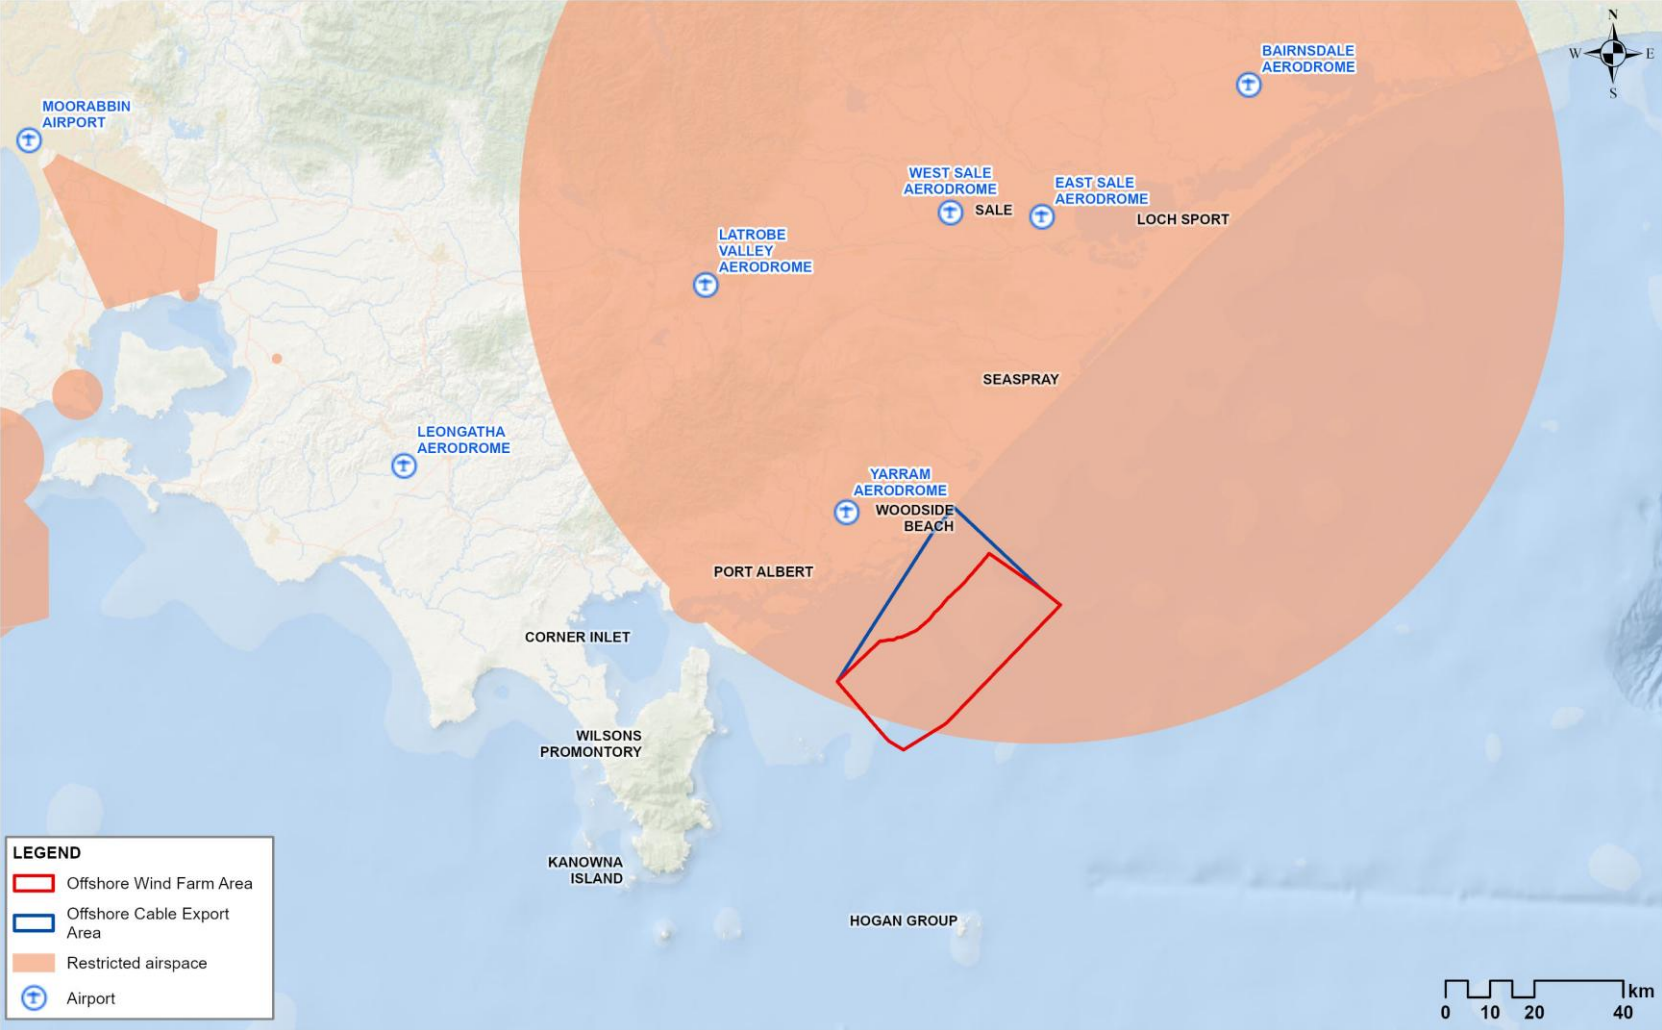 N
W
E
S
BAIRNSDALE
AERODROME
MOORABBIN
AIRPORT
WEST SALE
AERODROME
SALE
EAST SALE
AERODROME
LOCH SPORT
LATROBE
VALLEY
AERODROME
SEASPRAY
LEONGATHA
AERODROME
YARRAM
AERODROME
WOODSIDE
BEACH
PORT ALBERT
CORNER INLET
WILSONS
PROMONTORY
KANOWNA
ISLAND
HOGAN GROUP
LEGEND
Offshore Wind Farm Area
Offshore Cable Export
Area
Restricted airspace
Airport
km
0 10 20 40